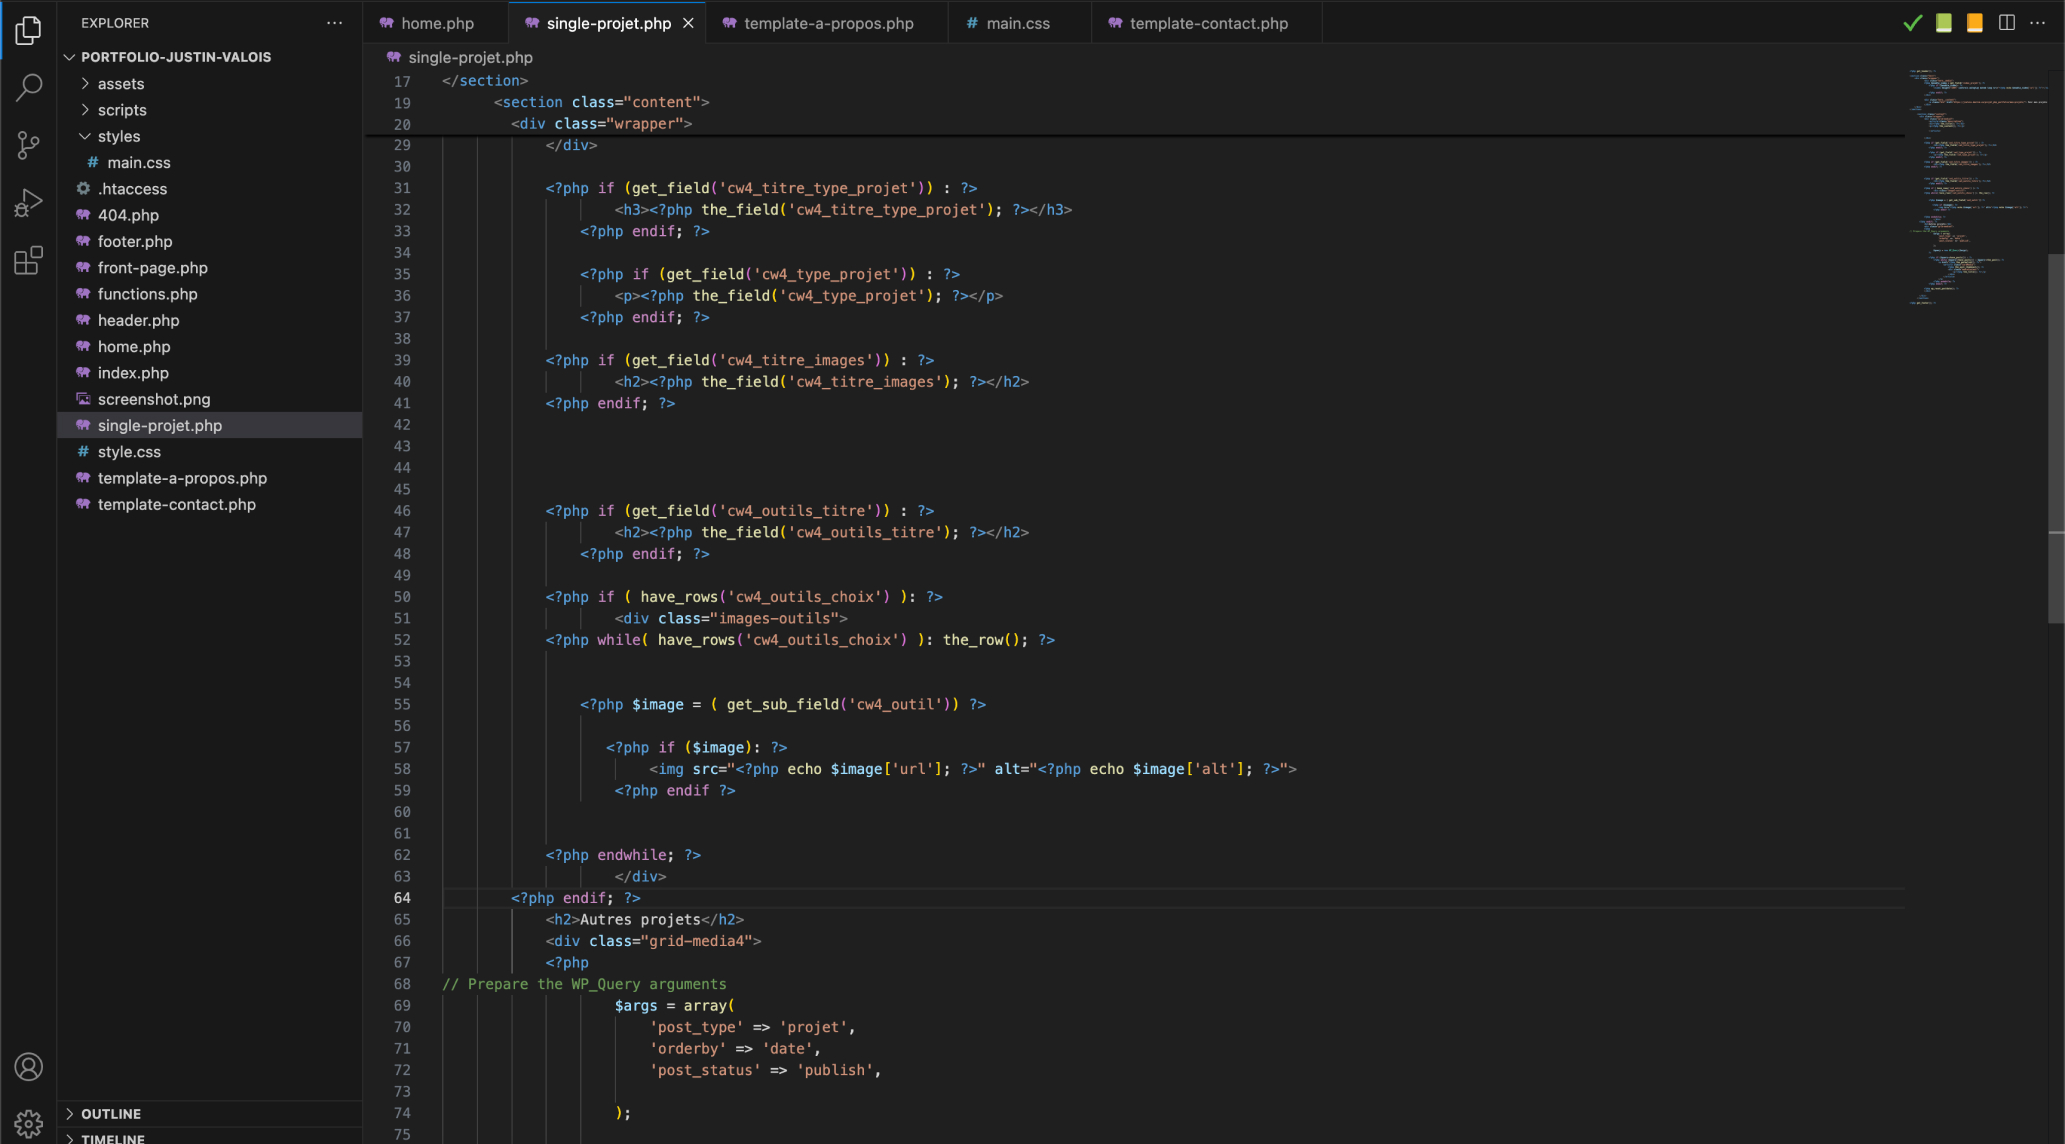 EXPLORER
home.php
single-projet.php
template-a-propos.php
# main.css
template-contact.php
PORTFOLIO-JUSTIN-VALOIS
assets
scripts
styles
# main.css
.htaccess
404.php
footer.php
front-page.php
functions.php
header.php
home.php
index.php
screenshot.png
single-projet.php
# style.css
template-a-propos.php
template-contact.php
OUTLINE
TIMELINE
single-projet.php
17 </section>
19 <section class="content">
20 <div class="wrapper">
29 </div>
30
31 <?php if (get_field('cw4_titre_type_projet')) : ?>
32 <h3><?php the_field('cw4_titre_type_projet'); ?></h3>
33 <?php endif; ?>
34
35 <?php if (get_field('cw4_type_projet')) : ?>
36 <p><?php the_field('cw4_type_projet'); ?></p>
37 <?php endif; ?>
38
39 <?php if (get_field('cw4_titre_images')) : ?>
40 <h2><?php the_field('cw4_titre_images'); ?></h2>
41 <?php endif; ?>
42
43
44
45
46 <?php if (get_field('cw4_outils_titre')) : ?>
47 <h2><?php the_field('cw4_outils_titre'); ?></h2>
48 <?php endif; ?>
49
50 <?php if ( have_rows('cw4_outils_choix') ): ?>
51 <div class="images-outils">
52 <?php while( have_rows('cw4_outils_choix') ): the_row(); ?>
53
54
55 <?php $image = ( get_sub_field('cw4_outil')) ?>
56
57 <?php if ($image): ?>
58 <img src="<?php echo $image['url']; ?>" alt="<?php echo $image['alt']; ?>">
59 <?php endif ?>
60
61
62 <?php endwhile; ?>
63 </div>
64 <?php endif; ?>
65 <h2>Autres projets</h2>
66 <div class="grid-media4">
67 <?php
68 // Prepare the WP_Query arguments
69 $args = array(
70 'post_type' => 'projet',
71 'orderby' => 'date',
72 'post_status' => 'publish',
73
74 );
75